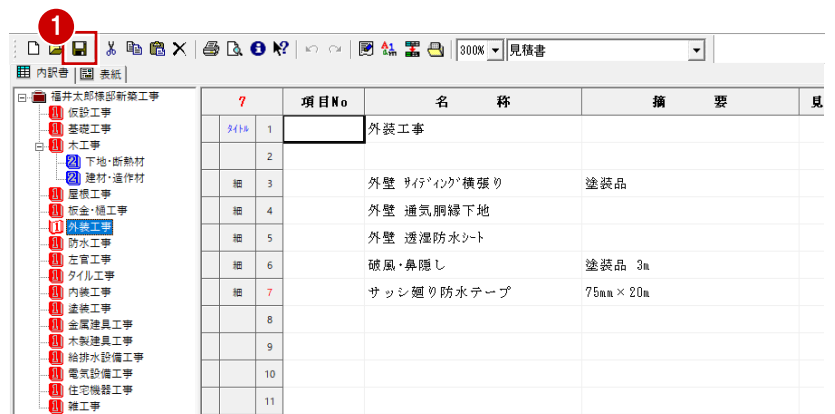 1
300% 見積書
内訳書 表紙
福井太郎様邸新築工事
仮設工事
基礎工事
木工事
下地・断熱材
建材・造作材
屋根工事
板金・樋工事
外装工事
防水工事
左官工事
タイル工事
内装工事
塗装工事
金属建具工事
木製建具工事
給排水設備工事
電気設備工事
住宅機器工事
雑工事
7 項目No 名 称 摘 要 見
タイトル 1 外装工事
2
細 3 外壁 ｻｲﾃﾞｨﾝｸﾞ横張り 塗装品
細 4 外壁 通気胴縁下地
細 5 外壁 透湿防水ｼｰﾄ
細 6 破風・鼻隠し 塗装品 3m
細 7 サッシ廻り防水テープ 75mm×20m
8
9
10
11